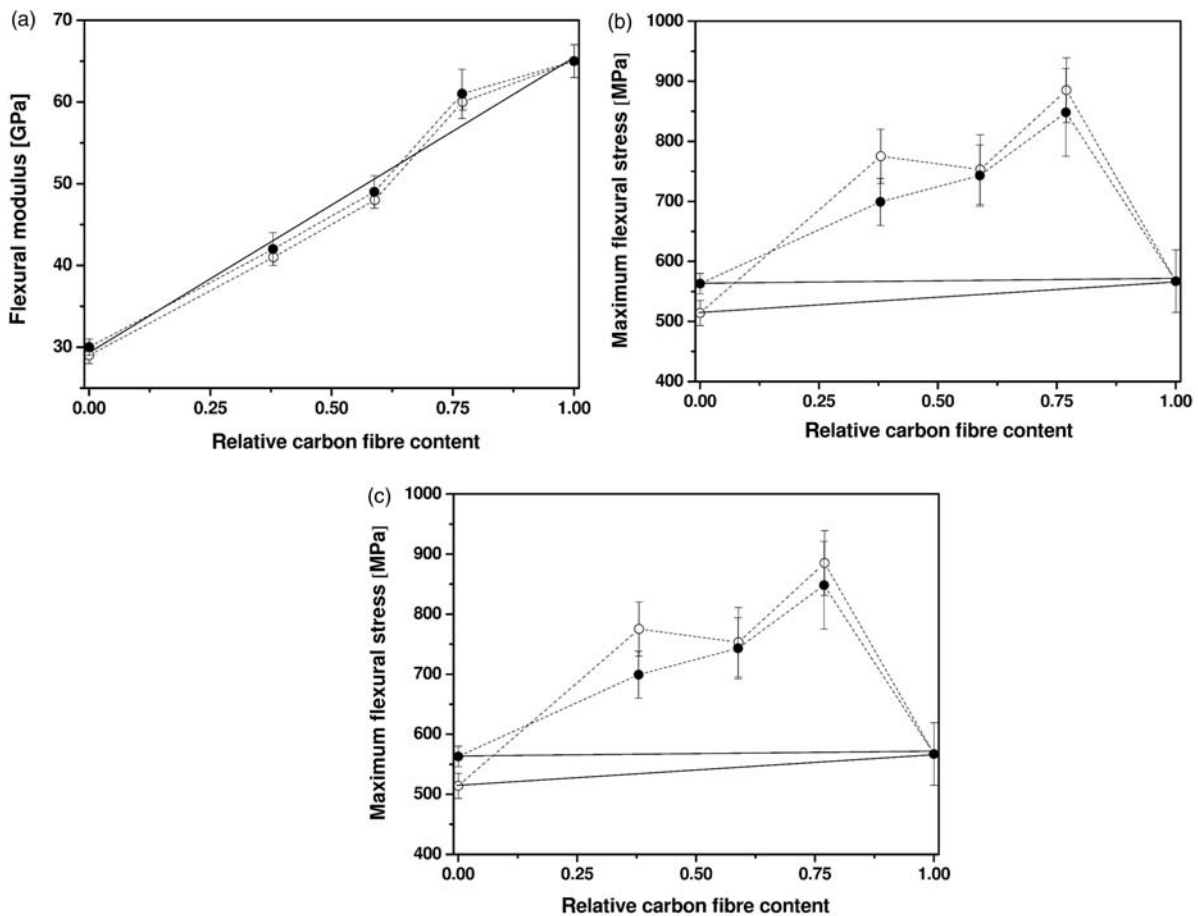 (a)
70
60
50
40
30
Flexural modulus [GPa]
0.00 0.25 0.50 0.75 1.00
Relative carbon fibre content
(b)
1000
900
800
700
600
500
400
Maximum flexural stress [MPa]
0.00 0.25 0.50 0.75 1.00
Relative carbon fibre content
(c)
1000
900
800
700
600
500
400
Maximum flexural stress [MPa]
0.00 0.25 0.50 0.75 1.00
Relative carbon fibre content